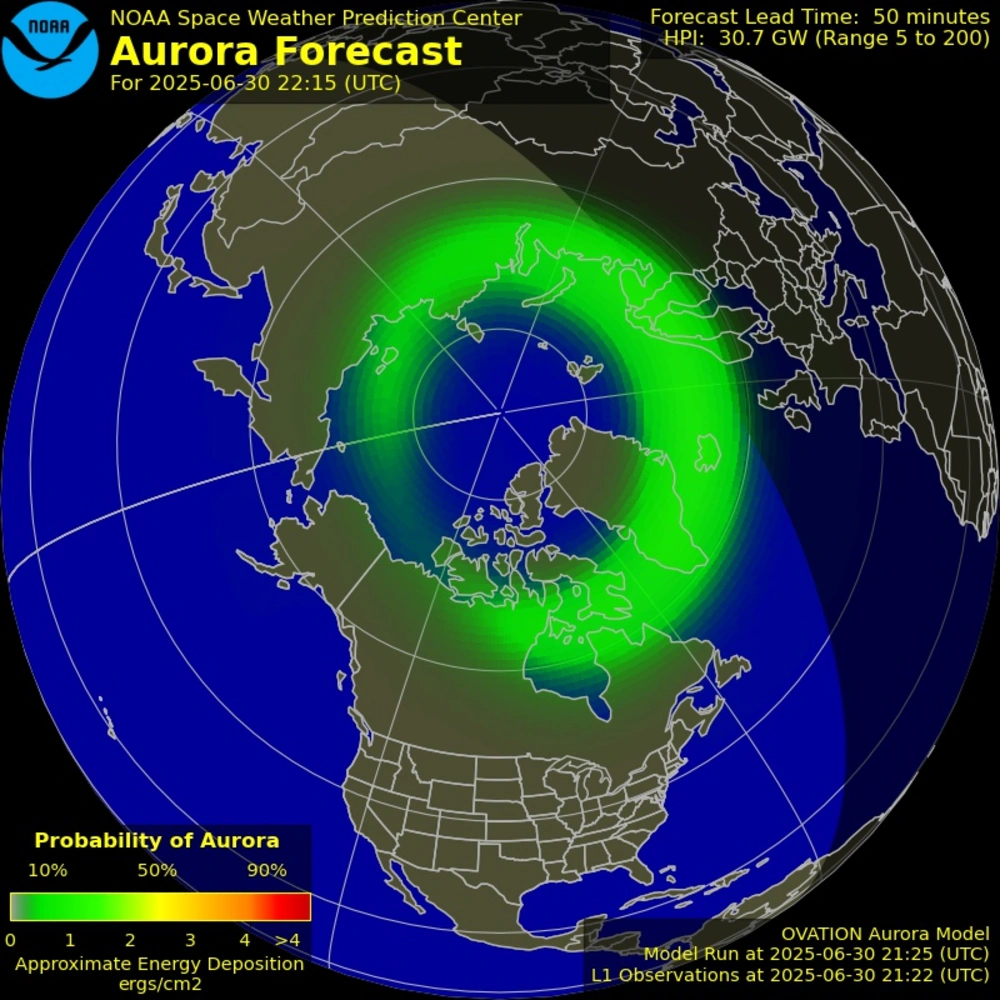 NOAA
NOAA Space Weather Prediction Center
Aurora Forecast
For 2025-06-30 22:15 (UTC)
Forecast Lead Time: 50 minutes
HPI: 30.7 GW (Range 5 to 200)
Probability of Aurora
10% 50% 90%
0 1 2 3 4 >4
Approximate Energy Deposition
ergs/cm2
OVATION Aurora Model
Model Run at 2025-06-30 21:25 (UTC)
L1 Observations at 2025-06-30 21:22 (UTC)